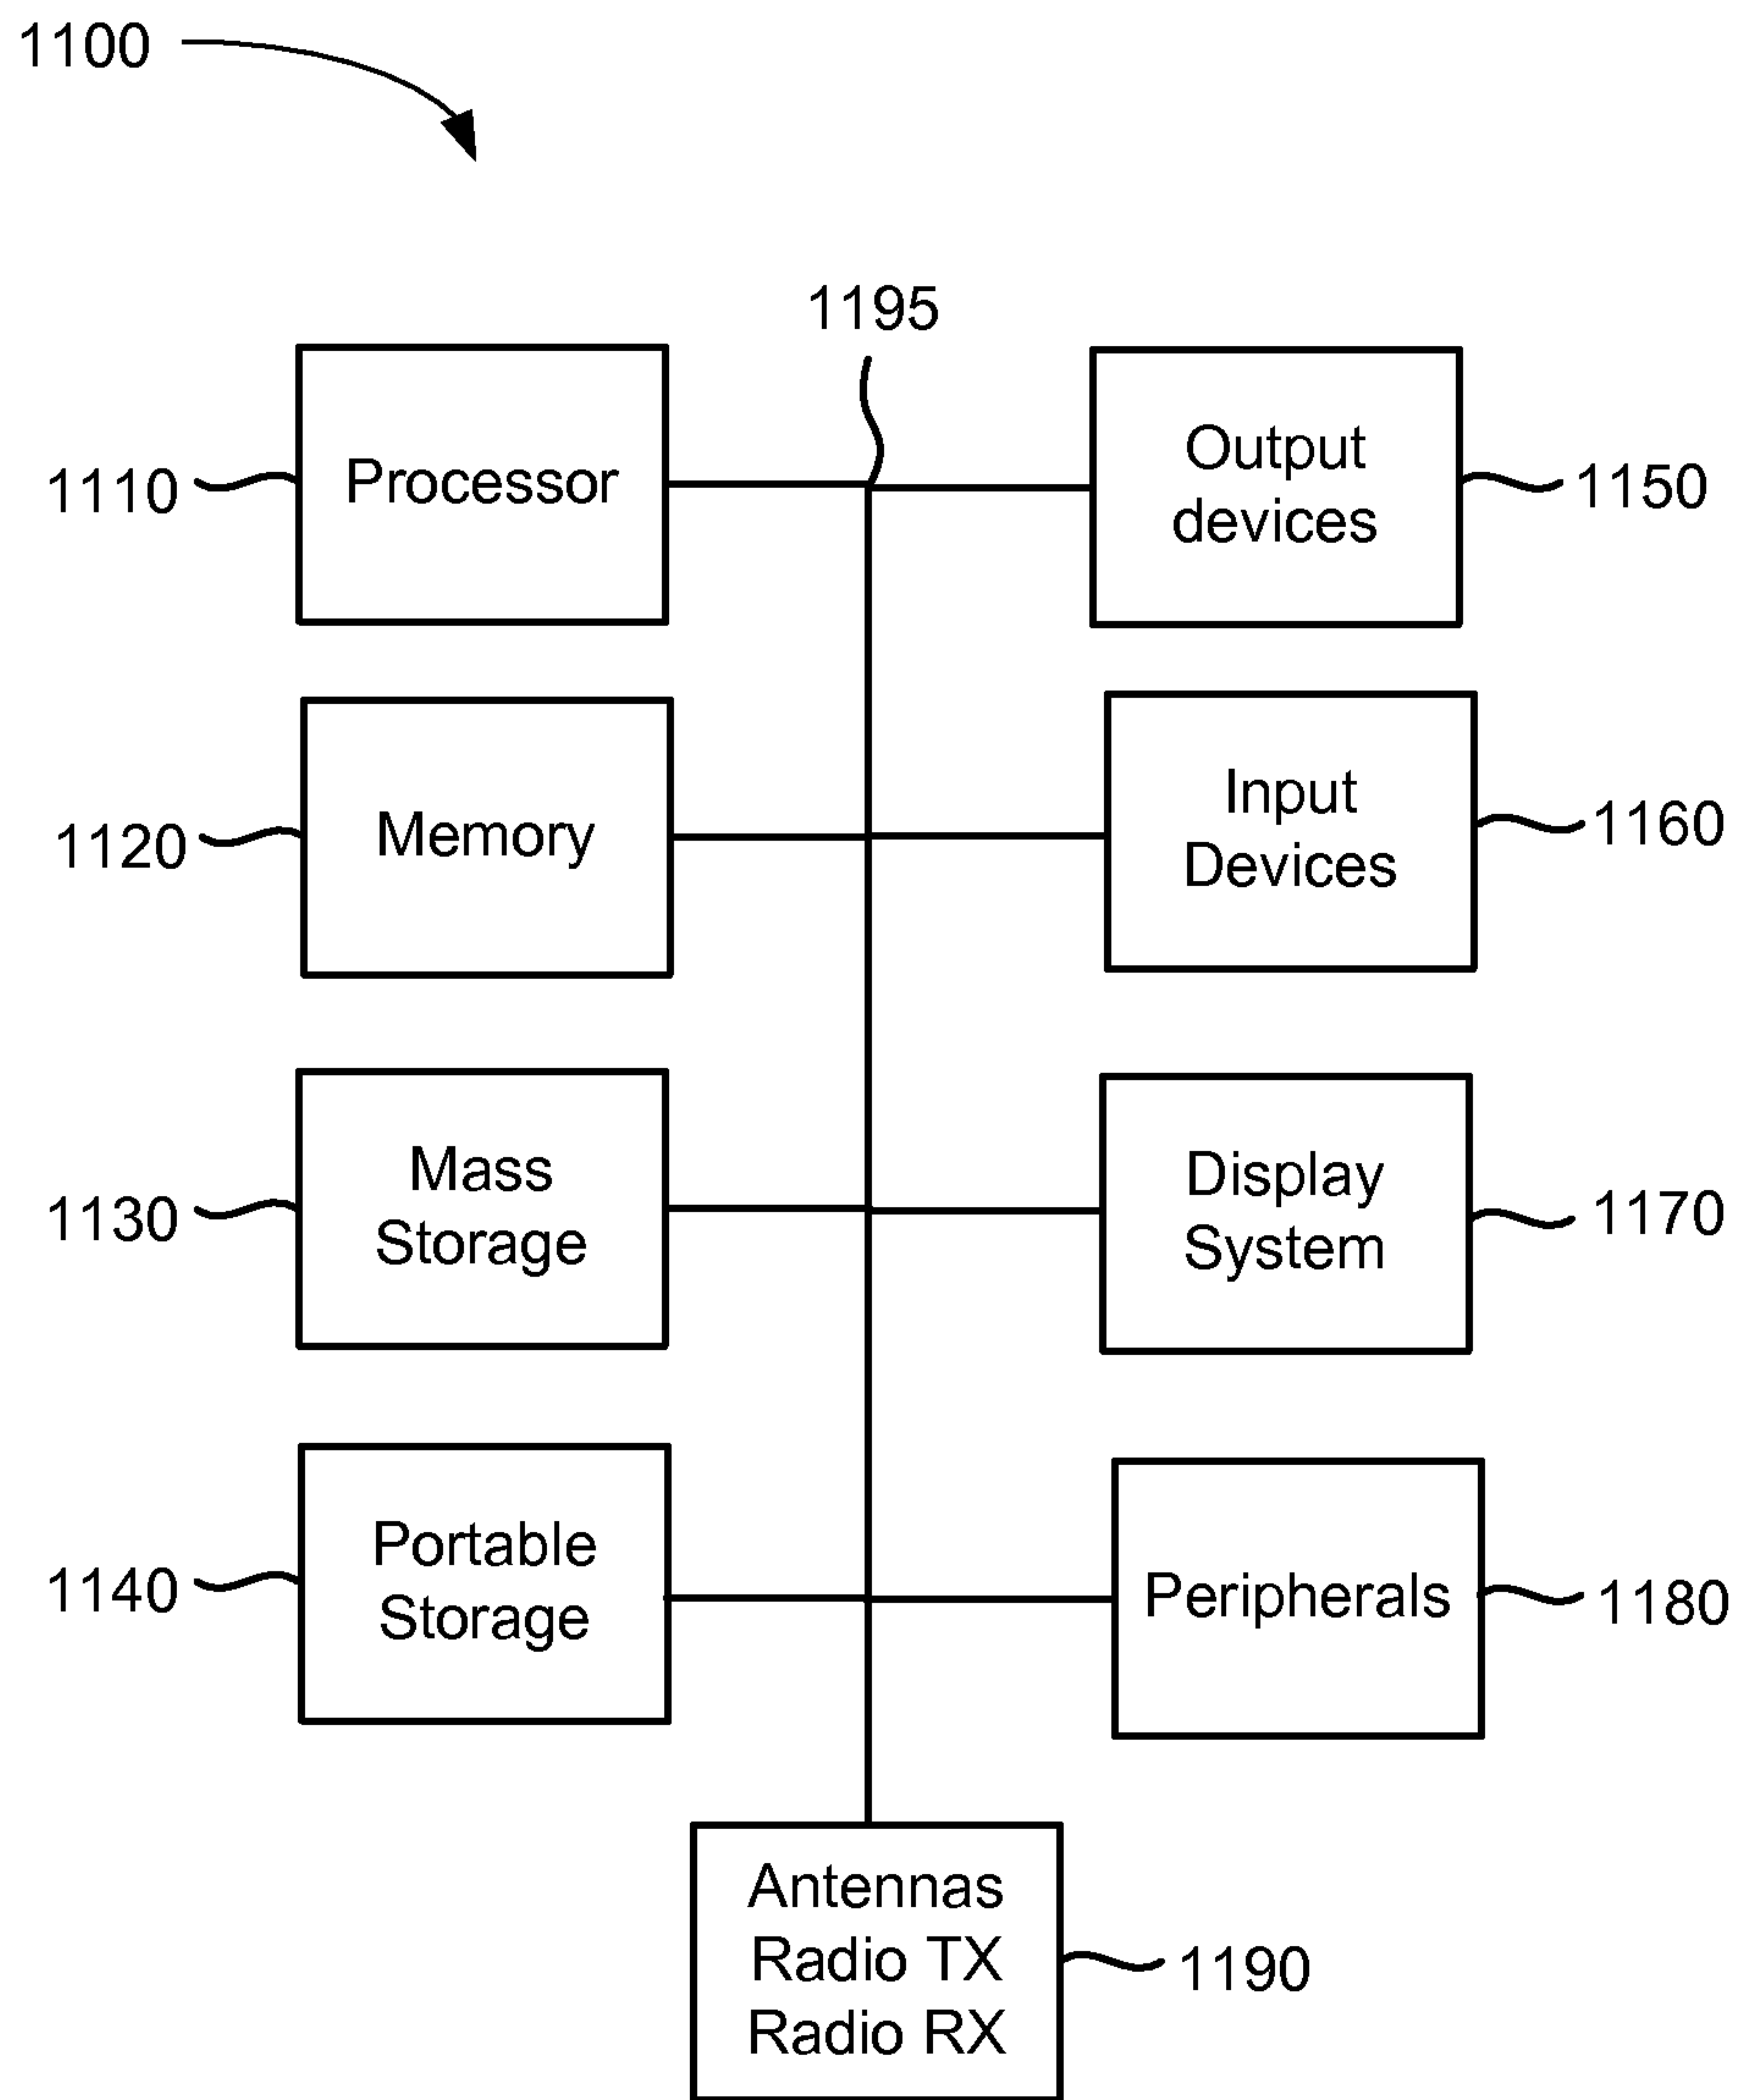 1100
1195
1110
Processor
Output
devices
1150
1120
Memory
Input
Devices
1160
1130
Mass
Storage
Display
System
1170
1140
Portable
Storage
Peripherals
1180
Antennas
Radio TX
Radio RX
1190